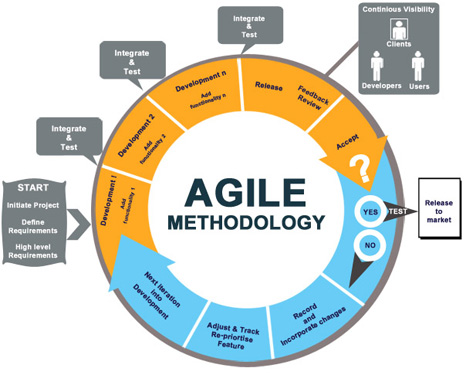 Continious Visibility
Clients
Developers
Users
Integrate
&
Test
Integrate
&
Test
Integrate
&
Test
START
Initiate Project
Define
Requirements
High level
Requirements
Development 1
Add
functionality 1
Development 2
Add
functionality 2
Development n
Add
functionality n
Release
Feedback
Review
Accept
?
YES
TEST
Release
to
market
NO
Record
and
Incorporate changes
Adjust & Track
Re-priortise
Feature
Next iteration
into
Development
AGILE
METHODOLOGY